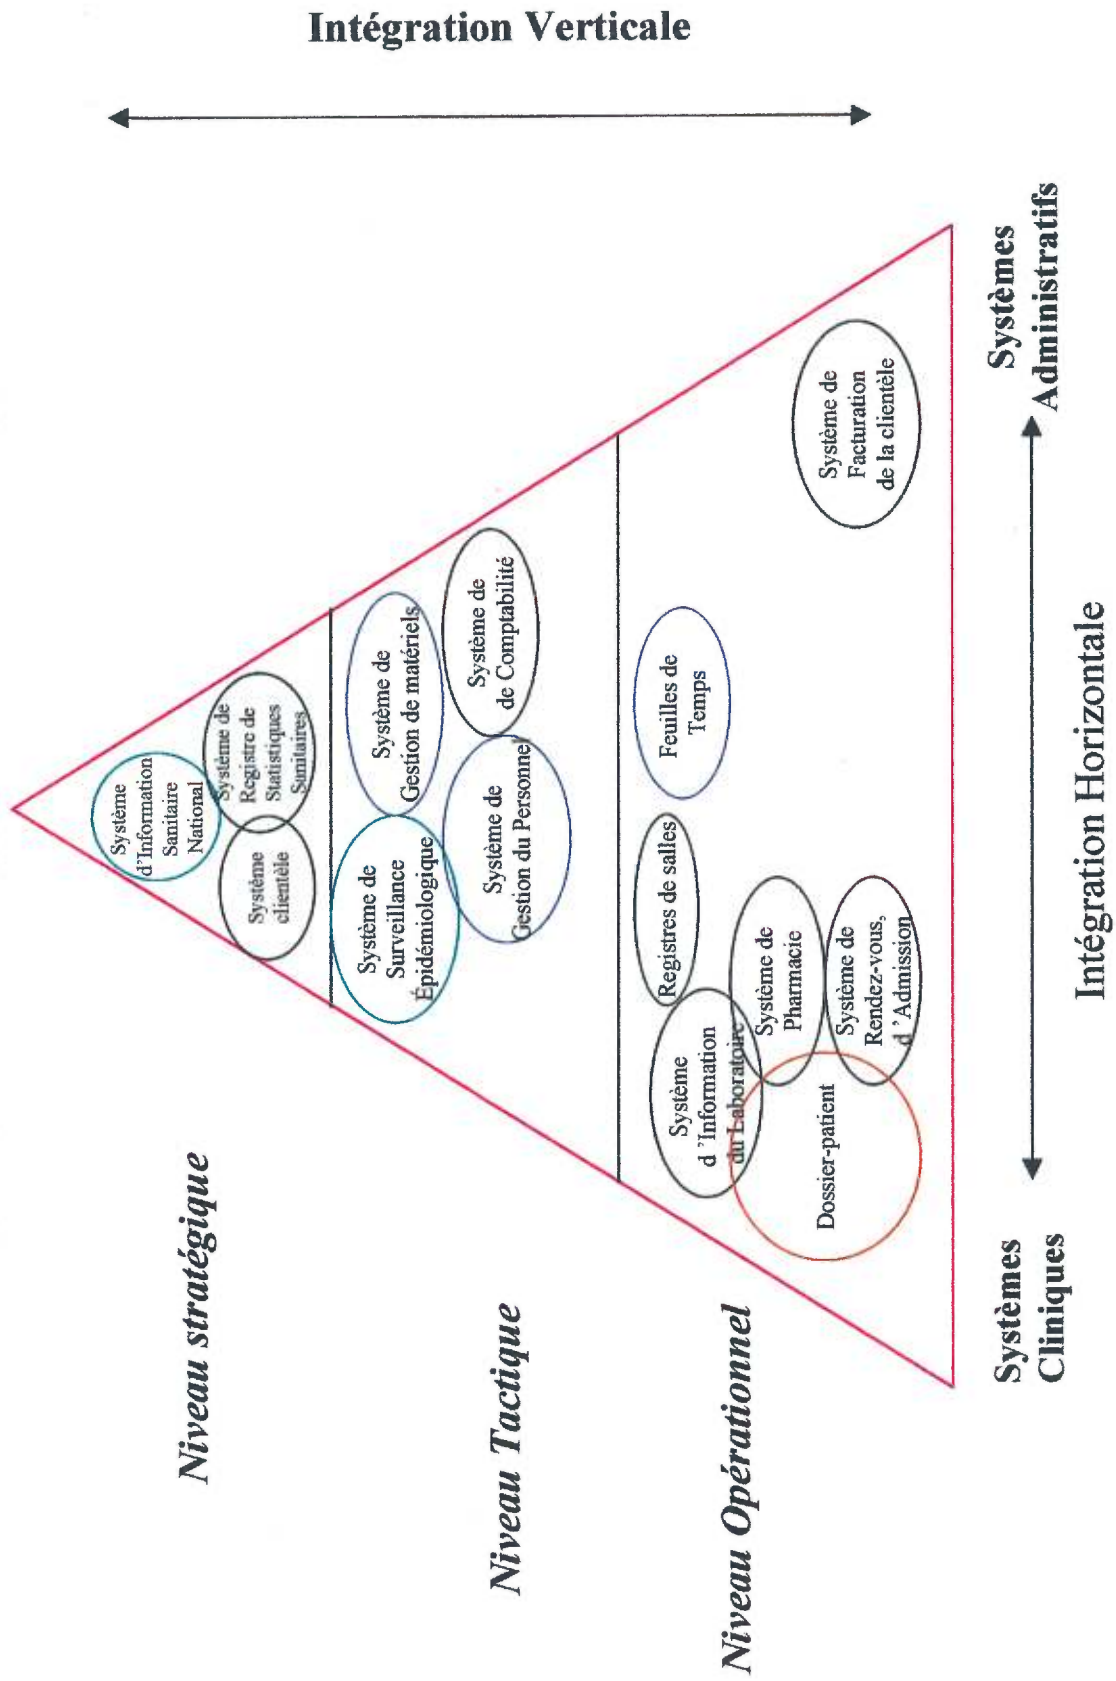 Intégration Verticale
Niveau stratégique
Système
d'Information
Sanitaire
National
Système de
Registre de
Statistiques
Sanitaires
Système
clientèle
Niveau Tactique
Système de
Surveillance
Épidémiologique
Système de
Gestion de matériels
Système de
Gestion du Personnel
Système de
de Comptabilité
Niveau Opérationnel
Système
d 'Information
du Laboratoire
Registres de salles
Feuilles de
Temps
Dossier-patient
Système de
Pharmacie
Système de
Rendez-vous,
d 'Admission
Système de
Facturation
de la clientèle
Systèmes
Cliniques
Systèmes
Administratifs
Intégration Horizontale